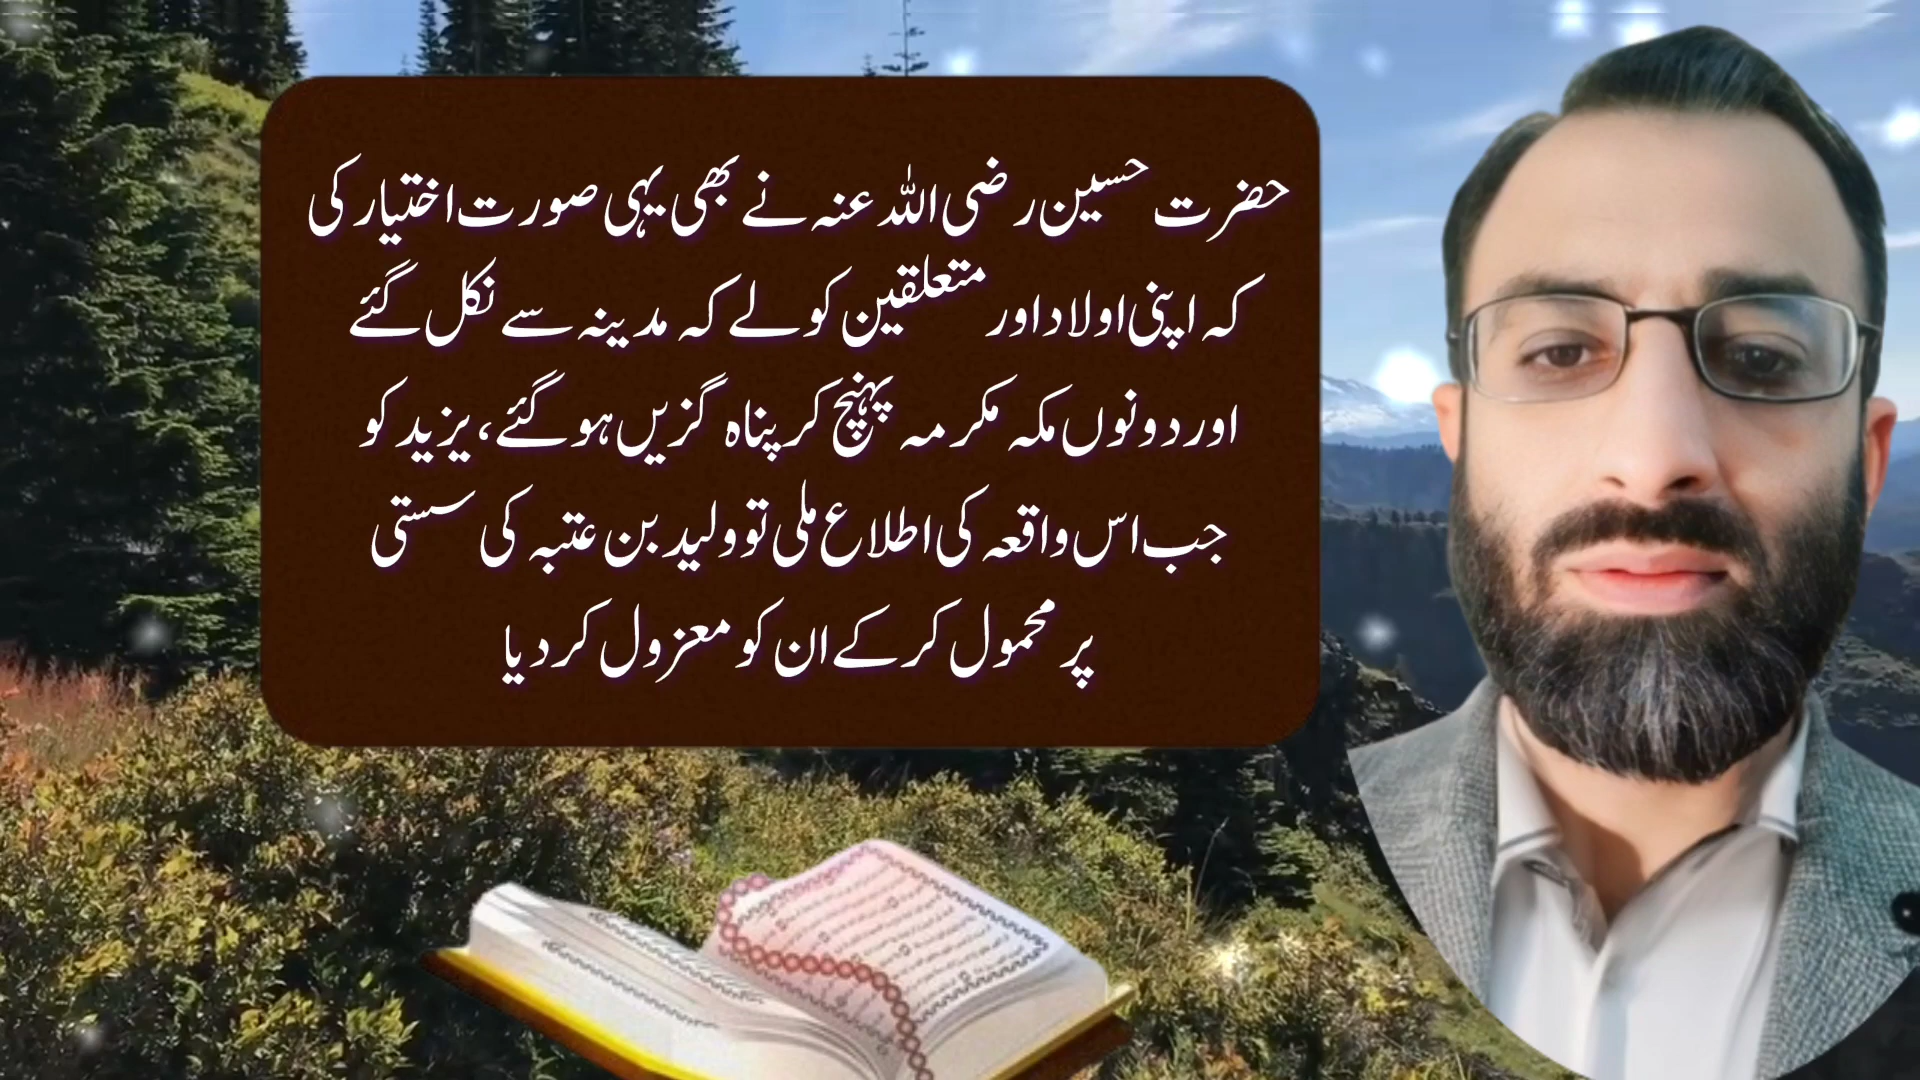 حضرت حسین رضی اللہ عنہ نے بھی یہی صورت اختیار کی
کہ اپنی اولاد اور متعلقین کو لے کہ مدینہ سے نکل گئے
اور دونوں مکہ مکرمہ پہنچ کر پناہ گزیں ہو گئے، یزید کو
جب اس واقعہ کی اطلاع ملی تو ولید بن عتبہ کی سستی
پر محمول کر کے ان کو معزول کر دیا